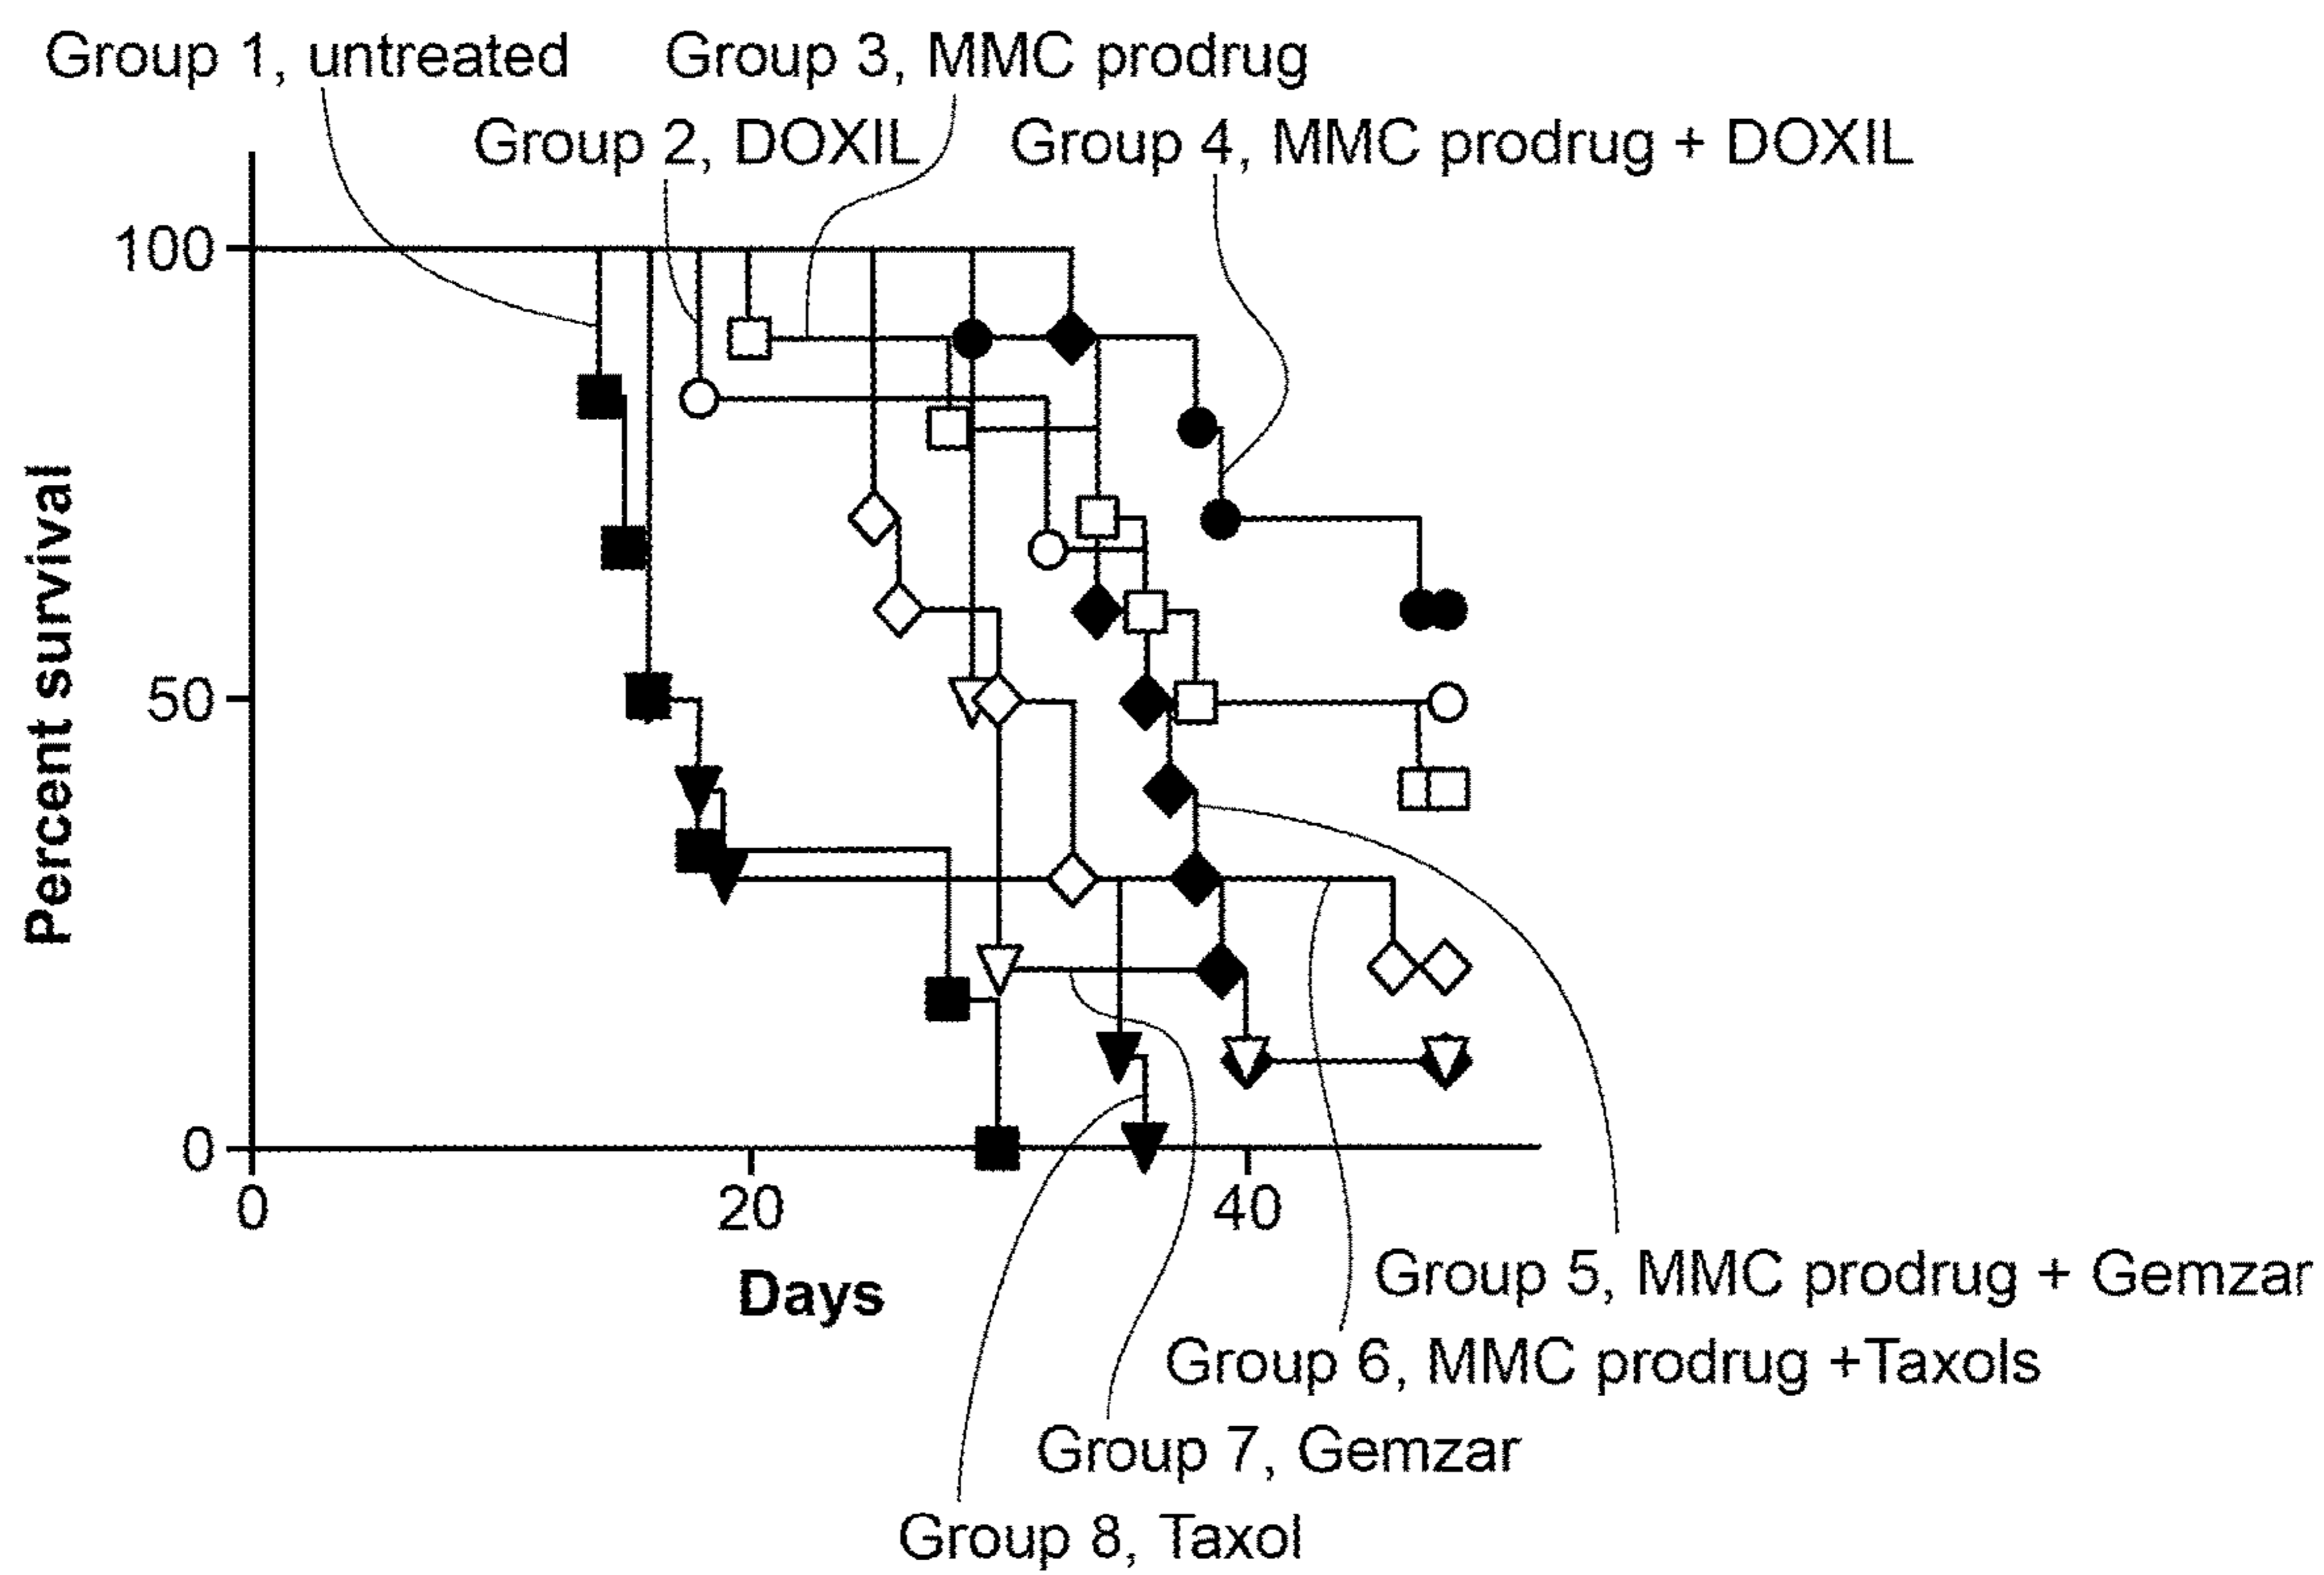 Group 1, untreated
Group 3, MMC prodrug
Group 2, DOXIL
Group 4, MMC prodrug + DOXIL
100
50
0
Percent survival
0
20
40
Days
Group 5, MMC prodrug + Gemzar
Group 6, MMC prodrug +Taxols
Group 7, Gemzar
Group 8, Taxol